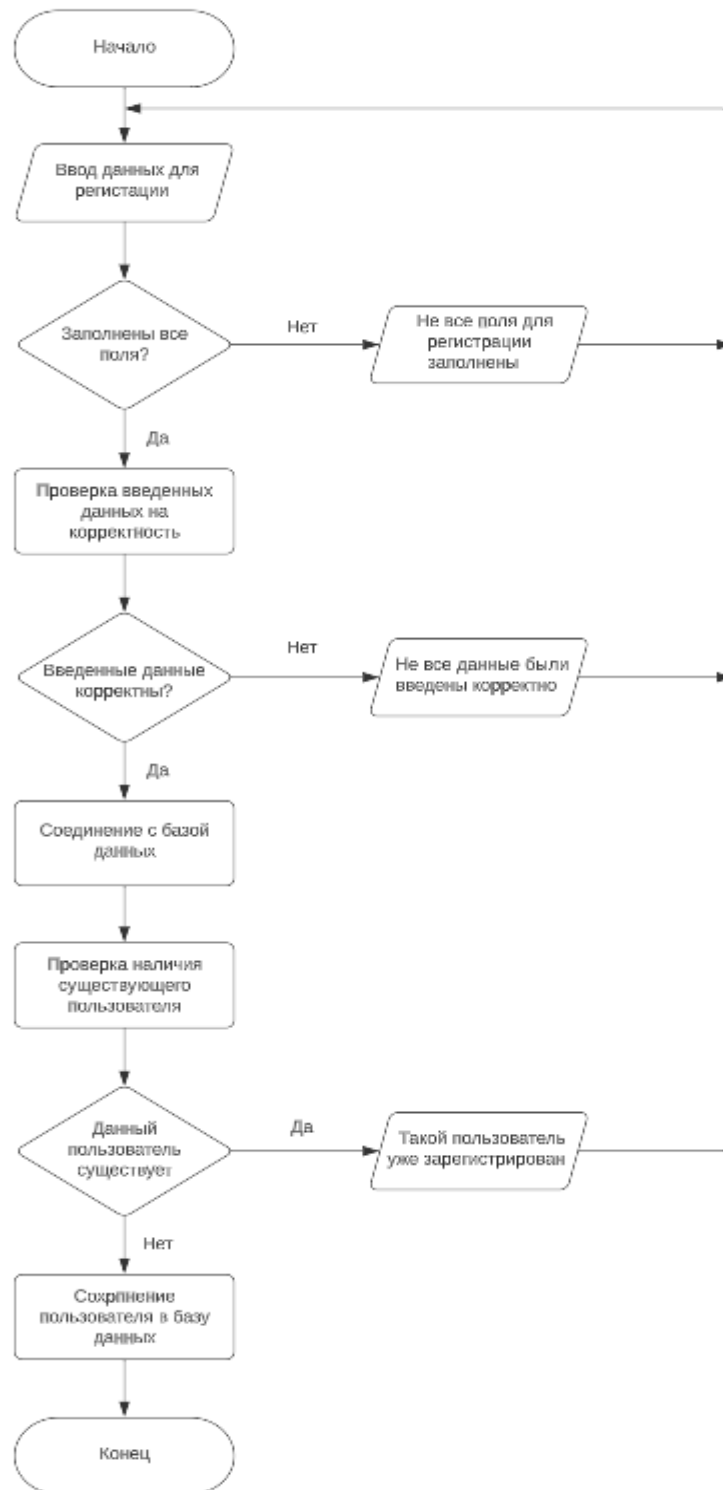 Начало
Ввод данных для
регистации
Заполнены все
поля?
Нет
Не все поля для
регистрации
заполнены
Да
Проверка введенных
данных на
корректность
Введенные данные
корректны?
Нет
Не все данные были
введены корректно
Да
Соединение с базой
данных
Проверка наличия
существующего
пользователя
Данный
пользователь
существует
Да
Такой пользователь
уже зарегистрирован
Нет
Сохрпнение
пользователя в базу
данных
Конец